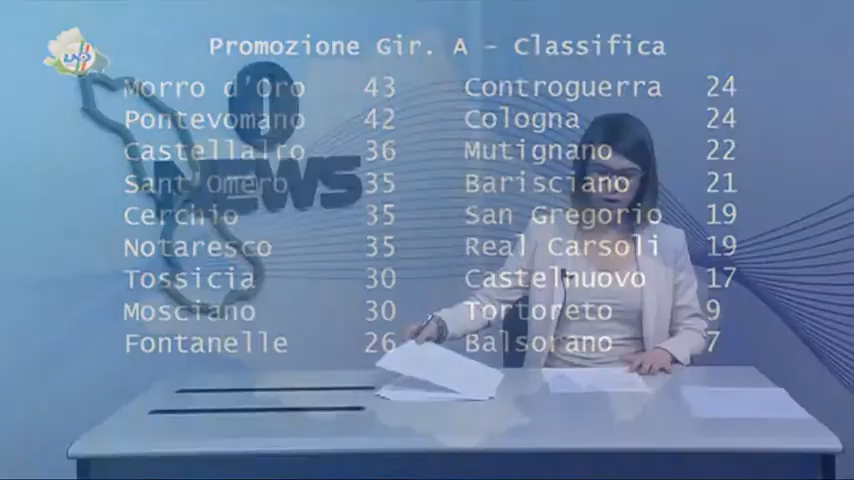 Promozione Gir. A - Classifica
LND
Morro d'Oro 43
Pontevomano 42
Castellalto 36
Sant'Omero 35
Cerchio 35
Notaresco 35
Tossicia 30
Mosciano 30
Fontanelle 26
Controguerra 24
Cologna 24
Mutignano 22
Barisciano 21
San Gregorio 19
Real Carsoli 19
Castelnuovo 17
Tortoreto 9
Balsorano 7
NEWS